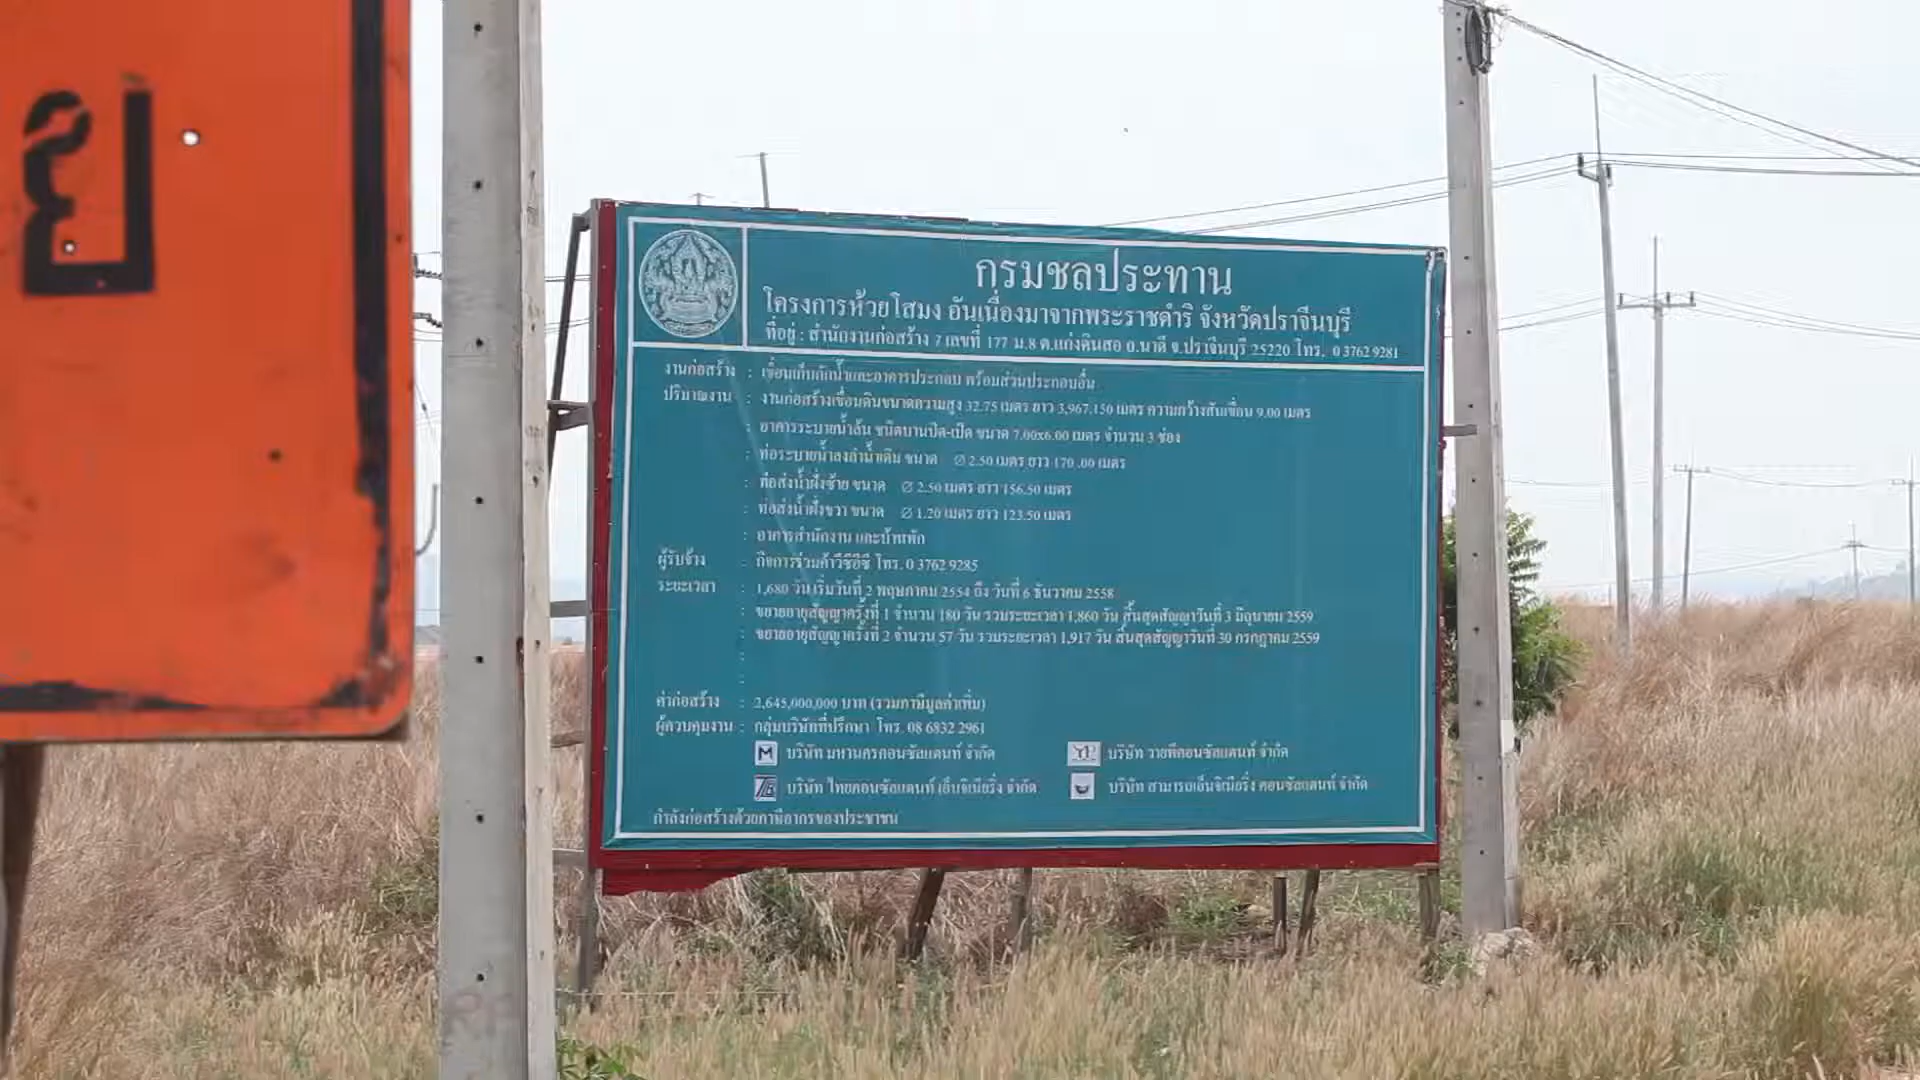 ย
กรมชลประทาน
โครงการห้วยโสมง อันเนื่องมาจากพระราชดำริ จังหวัดปราจีนบุรี
ที่อยู่ : สำนักงานก่อสร้าง 7 เลขที่ 177 ม.8 ต.แก่งดินสอ อ.นาดี จ.ปราจีนบุรี 25220 โทร. 0 3762 9281
งานก่อสร้าง : เขื่อนเก็บกักน้ำและอาคารประกอบ พร้อมส่วนประกอบอื่น
ปริมาณงาน : งานก่อสร้างเขื่อนดินขนาดความสูง 32.75 เมตร ยาว 3,967.150 เมตร ความกว้างสันเขื่อน 9.00 เมตร
: อาคารระบายน้ำล้น ชนิดบานปิด-เปิด ขนาด 7.00x6.00 เมตร จำนวน 3 ช่อง
: ท่อระบายน้ำลงลำน้ำเดิม ขนาด ∅ 2.50 เมตร ยาว 170.00 เมตร
: ท่อส่งน้ำฝั่งซ้าย ขนาด ∅ 2.50 เมตร ยาว 156.50 เมตร
: ท่อส่งน้ำฝั่งขวา ขนาด ∅ 1.20 เมตร ยาว 123.50 เมตร
: อาคารสำนักงาน และบ้านพัก
ผู้รับจ้าง : กิจการร่วมค้าวีซีอีซี โทร. 0 3762 9285
ระยะเวลา : 1,680 วัน เริ่มวันที่ 2 พฤษภาคม 2554 ถึง วันที่ 6 ธันวาคม 2558
: ขยายอายุสัญญาครั้งที่ 1 จำนวน 180 วัน รวมระยะเวลา 1,860 วัน สิ้นสุดสัญญาวันที่ 3 มิถุนายน 2559
: ขยายอายุสัญญาครั้งที่ 2 จำนวน 57 วัน รวมระยะเวลา 1,917 วัน สิ้นสุดสัญญาวันที่ 30 กรกฎาคม 2559
:
:
ค่าก่อสร้าง : 2,645,000,000 บาท (รวมภาษีมูลค่าเพิ่ม)
ผู้ควบคุมงาน : กลุ่มบริษัทที่ปรึกษา โทร. 08 6832 2961
M บริษัท มหานครคอนซัลแตนท์ จำกัด YP บริษัท วายพีคอนซัลแตนท์ จำกัด
บริษัท ไทยคอนซัลแตนท์ เอ็นจิเนียริ่ง จำกัด บริษัท สามารถเอ็นจิเนียริ่ง คอนซัลแตนท์ จำกัด
กำลังก่อสร้างด้วยภาษีอากรของประชาชน